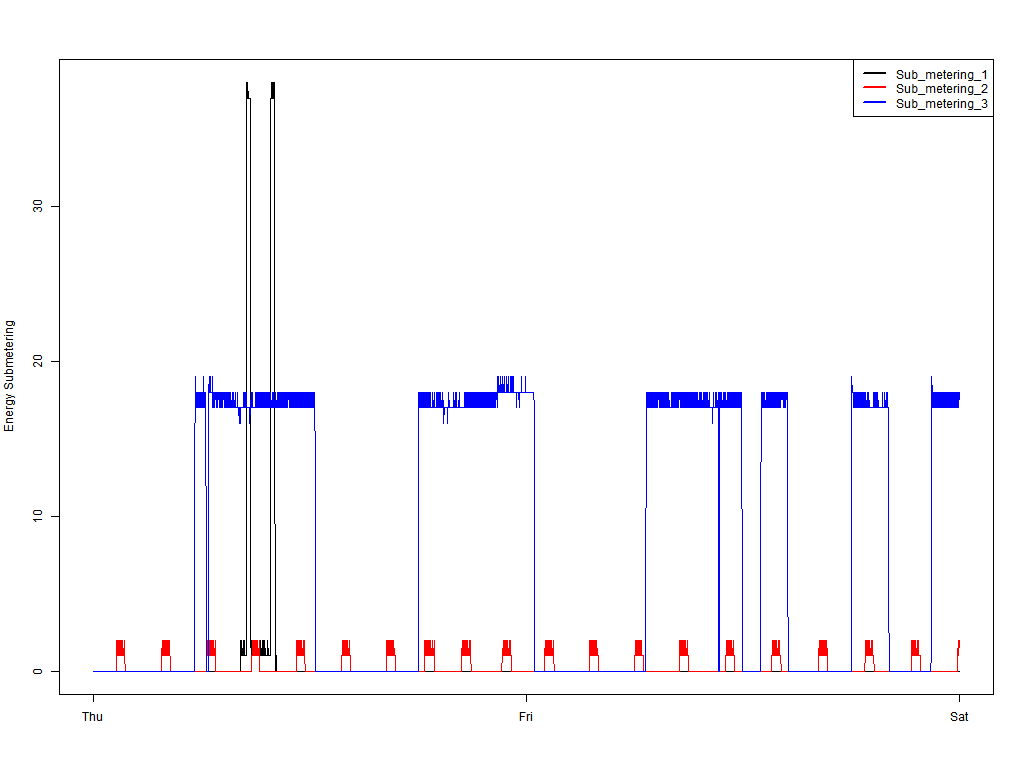 Sub_metering_1
Sub_metering_2
Sub_metering_3
Energy Submetering
30
20
10
0
Thu Fri Sat